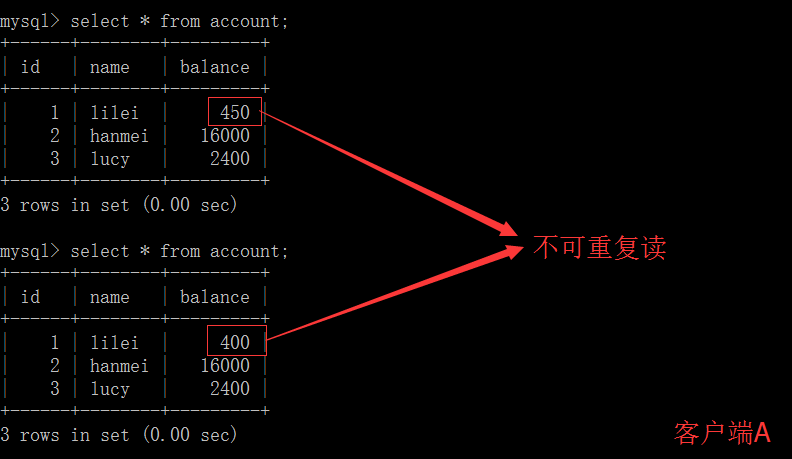 mysql> select * from account;
+------+--------+---------+
| id   | name   | balance |
+------+--------+---------+
|    1 | lilei  |     450 |
|    2 | hanmei |   16000 |
|    3 | lucy   |    2400 |
+------+--------+---------+
3 rows in set (0.00 sec)
mysql> select * from account;
不可重复读
+------+--------+---------+
| id   | name   | balance |
+------+--------+---------+
|    1 | lilei  |     400 |
|    2 | hanmei |   16000 |
|    3 | lucy   |    2400 |
+------+--------+---------+
3 rows in set (0.00 sec)
客户端A